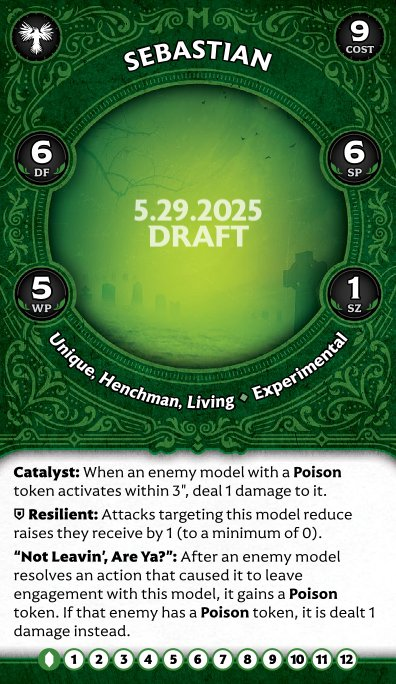 M
SEBASTIAN
9
COST
6
DF
6
SP
5.29.2025
DRAFT
5
WP
1
SZ
Unique, Henchman, Living ◆ Experimental
Catalyst: When an enemy model with a Poison
token activates within 3", deal 1 damage to it.
Resilient: Attacks targeting this model reduce
raises they receive by 1 (to a minimum of 0).
“Not Leavin’, Are Ya?”: After an enemy model
resolves an action that caused it to leave
engagement with this model, it gains a Poison
token. If that enemy has a Poison token, it is dealt 1
damage instead.
1 2 3 4 5 6 7 8 9 10 11 12